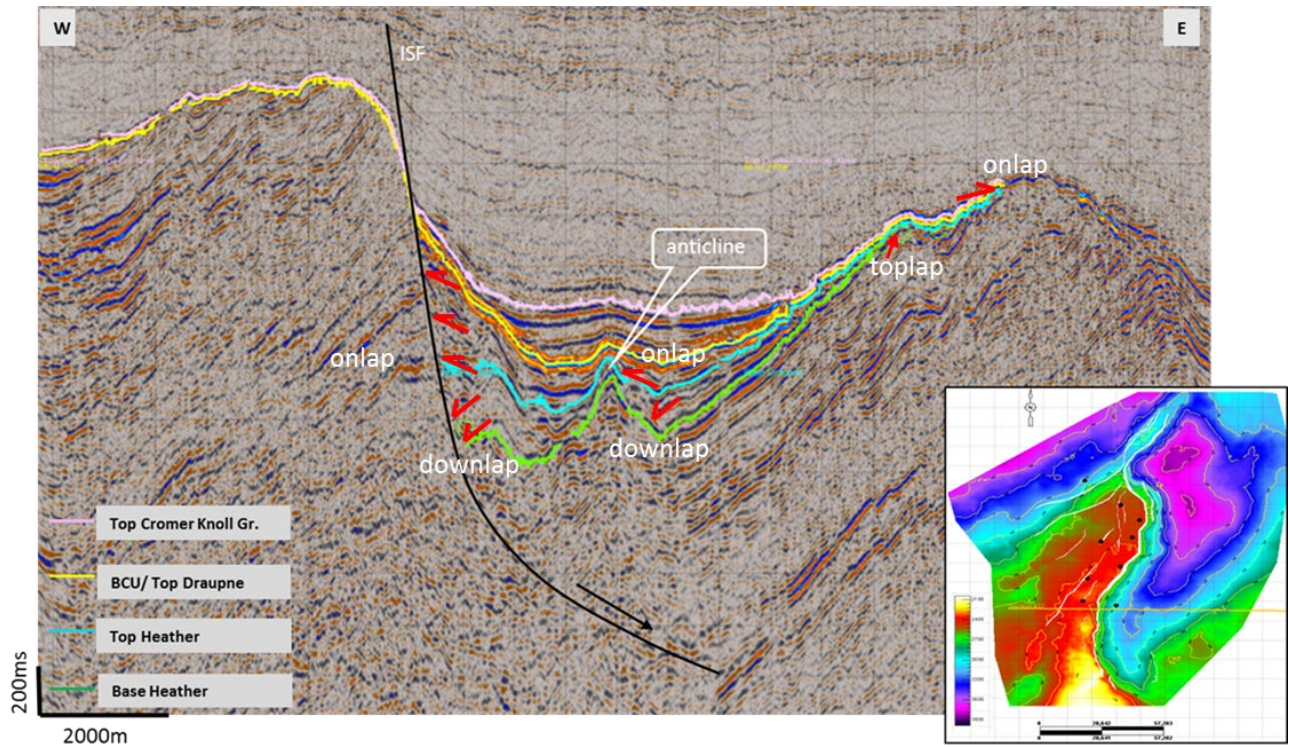 W
E
ISF
onlap
anticline
toplap
onlap
onlap
downlap
downlap
Top Cromer Knoll Gr.
BCU/ Top Draupne
Top Heather
Base Heather
200ms
2000m